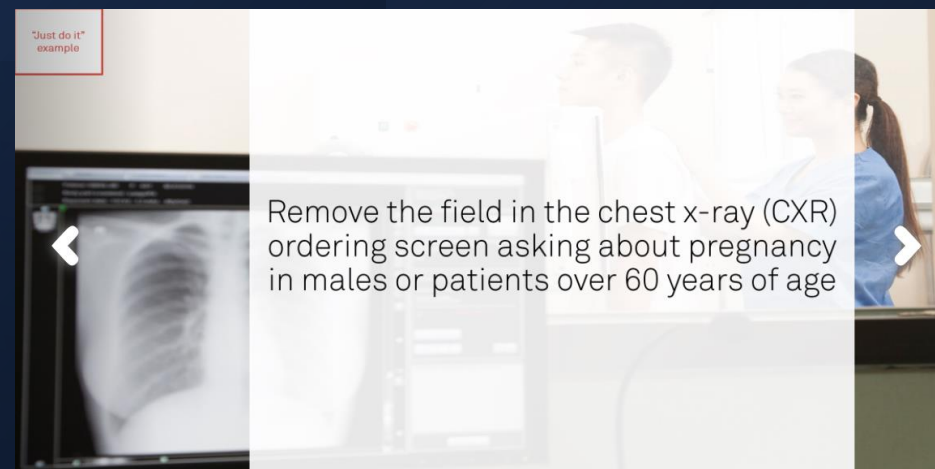 "Just do it"
example
Remove the field in the chest x-ray (CXR)
ordering screen asking about pregnancy
in males or patients over 60 years of age